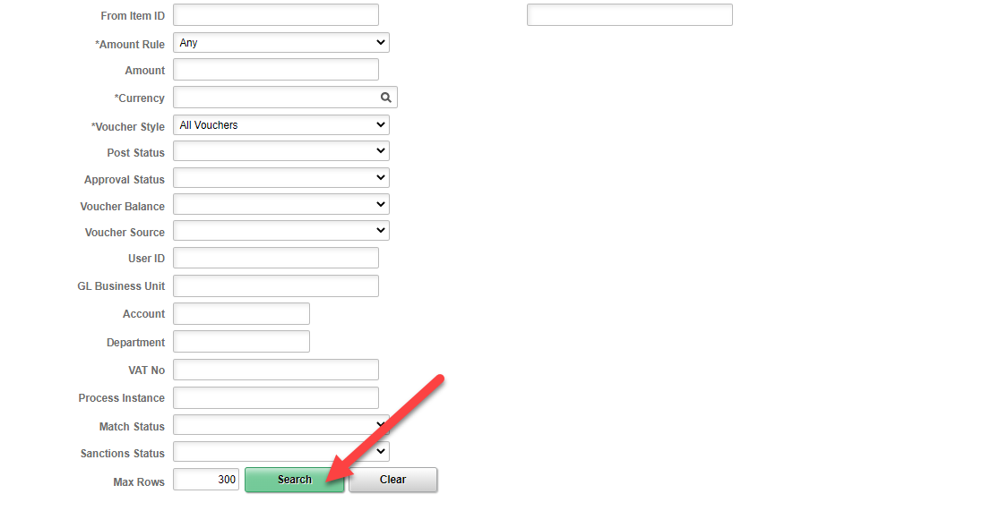 From Item ID
*Amount Rule Any
Amount
*Currency
*Voucher Style All Vouchers
Post Status
Approval Status
Voucher Balance
Voucher Source
User ID
GL Business Unit
Account
Department
VAT No
Process Instance
Match Status
Sanctions Status
Max Rows 300 Search Clear